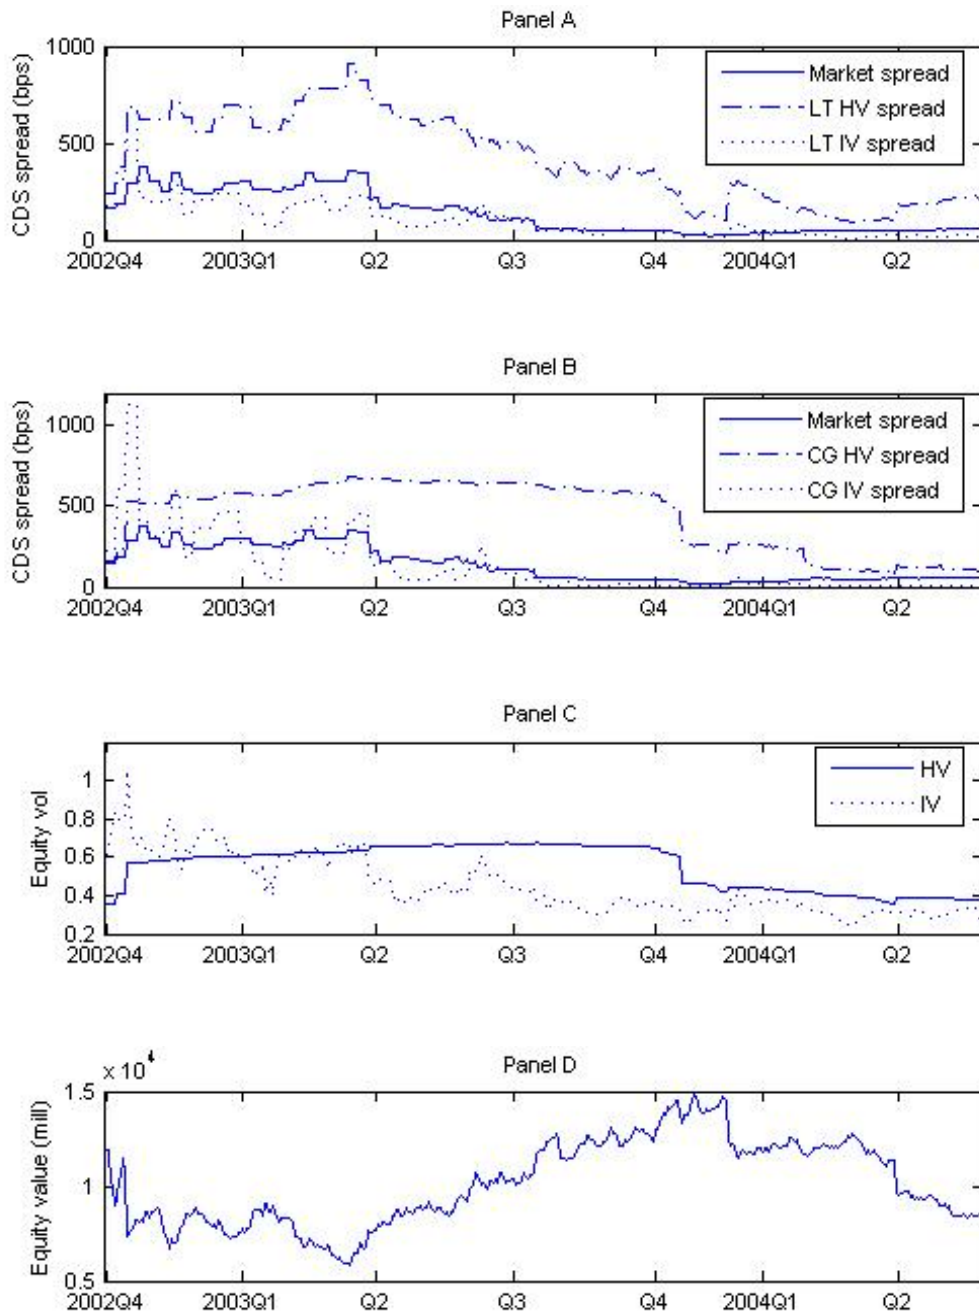 Panel A
CDS spread (bps)
1000
500
0
Market spread
LT HV spread
LT IV spread
2002Q4 2003Q1 Q2 Q3 Q4 2004Q1 Q2
Panel B
CDS spread (bps)
1000
500
0
Market spread
CG HV spread
CG IV spread
2002Q4 2003Q1 Q2 Q3 Q4 2004Q1 Q2
Panel C
Equity vol
1
0.8
0.6
0.4
0.2
HV
IV
2002Q4 2003Q1 Q2 Q3 Q4 2004Q1 Q2
Panel D
x 10^4
Equity value (mill)
1.5
1
0.5
2002Q4 2003Q1 Q2 Q3 Q4 2004Q1 Q2